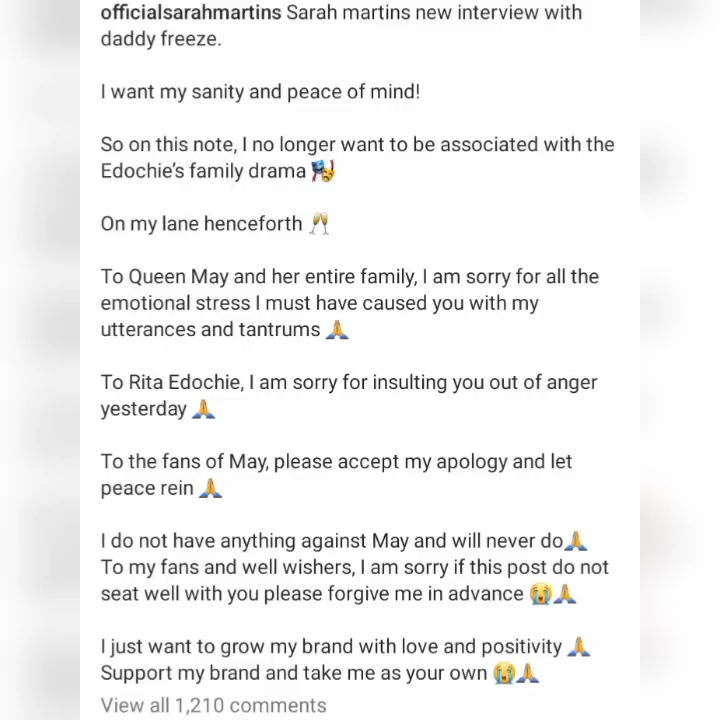 officialsarahmartins Sarah martins new interview with
daddy freeze.
I want my sanity and peace of mind!
So on this note, I no longer want to be associated with the
Edochie's family drama 🎭
On my lane henceforth 🥂
To Queen May and her entire family, I am sorry for all the
emotional stress I must have caused you with my
utterances and tantrums 🙏
To Rita Edochie, I am sorry for insulting you out of anger
yesterday 🙏
To the fans of May, please accept my apology and let
peace rein 🙏
I do not have anything against May and will never do🙏
To my fans and well wishers, I am sorry if this post do not
seat well with you please forgive me in advance 😭🙏
I just want to grow my brand with love and positivity 🙏
Support my brand and take me as your own 😭🙏
View all 1,210 comments